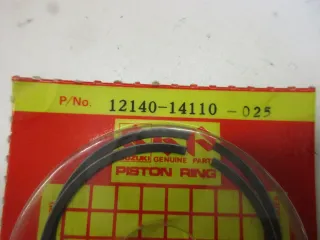 P/No. 12140-14110 -025
SUZUKI GENUINE PARTS
PISTON RING